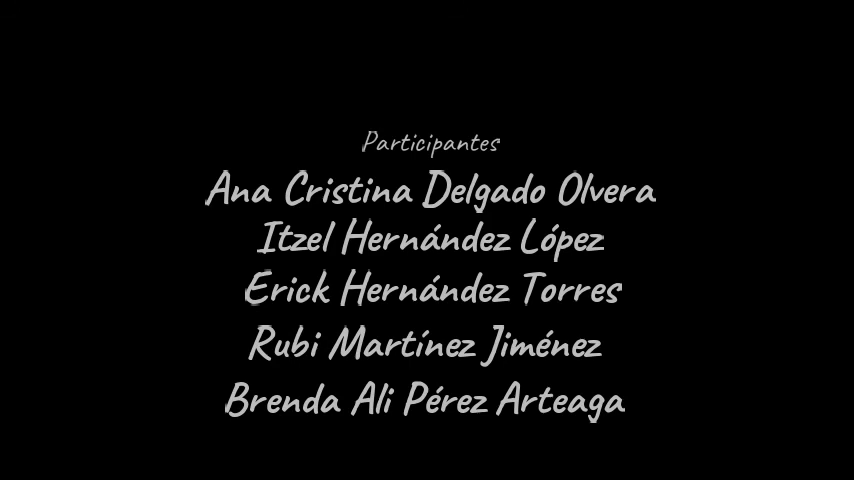 Participantes
Ana Cristina Delgado Olvera
Itzel Hernández López
Erick Hernández Torres
Rubi Martínez Jiménez
Brenda Ali Pérez Arteaga